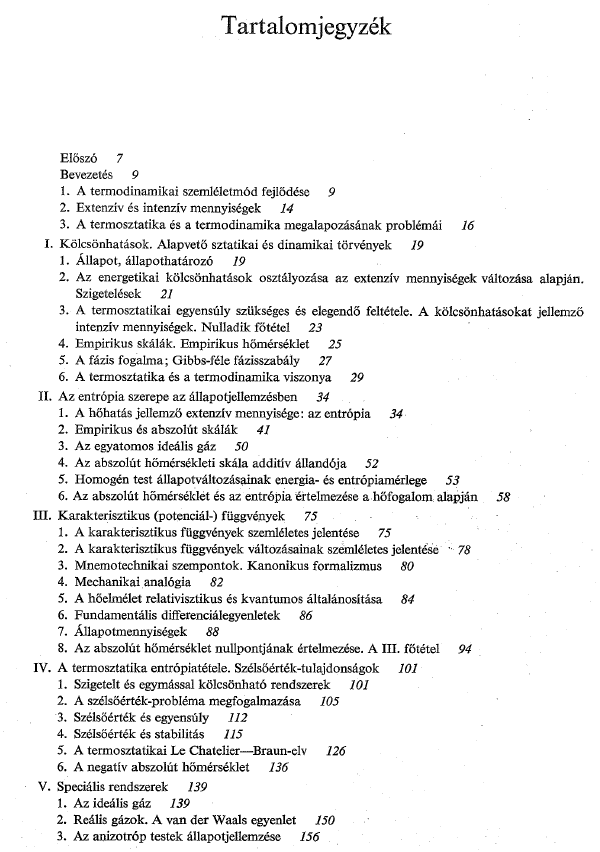 Tartalomjegyzék
Előszó 7
Bevezetés 9
1. A termodinamikai szemléletmód fejlődése 9
2. Extenzív és intenzív mennyiségek 14
3. A termosztatika és a termodinamika megalapozásának problémái 16
I. Kölcsönhatások. Alapvető sztatikai és dinamikai törvények 19
1. Állapot, állapothatározó 19
2. Az energetikai kölcsönhatások osztályozása az extenzív mennyiségek változása alapján.
Szigetelések 21
3. A termosztatikai egyensúly szükséges és elegendő feltétele. A kölcsönhatásokat jellemző
intenzív mennyiségek. Nulladik főtétel 23
4. Empirikus skálák. Empirikus hőmérséklet 25
5. A fázis fogalma; Gibbs-féle fázisszabály 27
6. A termosztatika és a termodinamika viszonya 29
II. Az entrópia szerepe az állapotjellemzésben 34
1. A hőhatás jellemző extenzív mennyisége: az entrópia 34
2. Empirikus és abszolút skálák 41
3. Az egyatomos ideális gáz 50
4. Az abszolút hőmérsékleti skála additív állandója 52
5. Homogén test állapotváltozásainak energia- és entrópiamérlege 53
6. Az abszolút hőmérséklet és az entrópia értelmezése a hőfogalom alapján 58
III. Karakterisztikus (potenciál-) függvények 75
1. A karakterisztikus függvények szemléletes jelentése 75
2. A karakterisztikus függvények változásainak szemléletes jelentése 78
3. Mnemotechnikai szempontok. Kanonikus formalizmus 80
4. Mechanikai analógia 82
5. A hőelmélet relativisztikus és kvantumos általánosítása 84
6. Fundamentális differenciálegyenletek 86
7. Állapotmennyiségek 88
8. Az abszolút hőmérséklet nullpontjának értelmezése. A III. főtétel 94
IV. A termosztatika entrópiatétele. Szélsőérték-tulajdonságok 101
1. Szigetelt és egymással kölcsönható rendszerek 101
2. A szélsőérték-probléma megfogalmazása 105
3. Szélsőérték és egyensúly 112
4. Szélsőérték és stabilitás 115
5. A termosztatikai Le Chatelier—Braun-elv 126
6. A negatív abszolút hőmérséklet 136
V. Speciális rendszerek 139
1. Az ideális gáz 139
2. Reális gázok. A van der Waals egyenlet 150
3. Az anizotróp testek állapotjellemzése 156